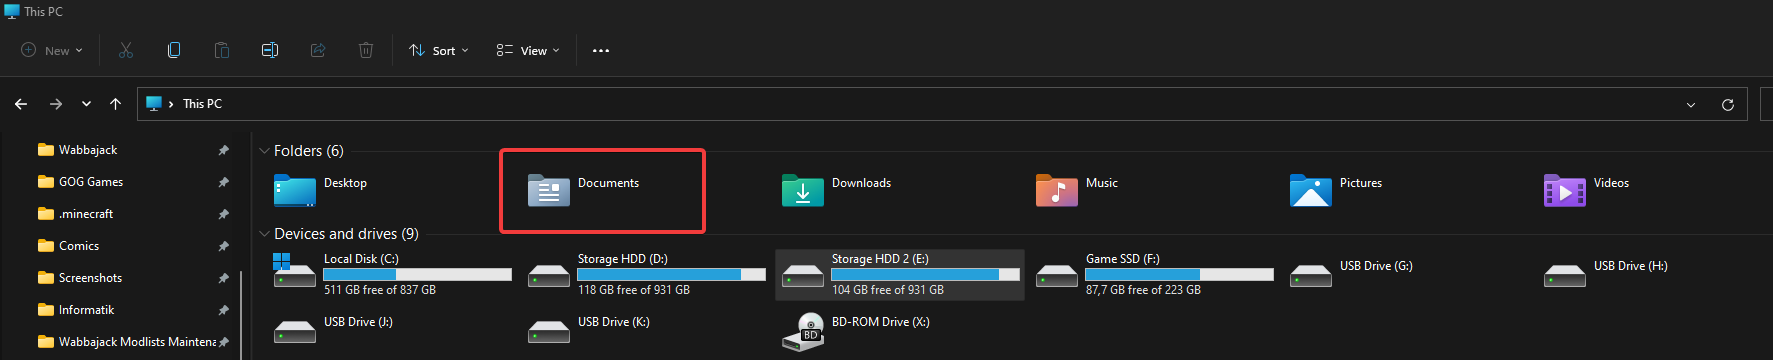 This PC
New
Sort
View
This PC
Wabbajack
GOG Games
.minecraft
Comics
Screenshots
Informatik
Wabbajack Modlists Maintena
Folders (6)
Desktop
Documents
Downloads
Music
Pictures
Videos
Devices and drives (9)
Local Disk (C:)
511 GB free of 837 GB
Storage HDD (D:)
118 GB free of 931 GB
Storage HDD 2 (E:)
104 GB free of 931 GB
Game SSD (F:)
87,7 GB free of 223 GB
USB Drive (G:)
USB Drive (H:)
USB Drive (J:)
USB Drive (K:)
BD
BD-ROM Drive (X:)